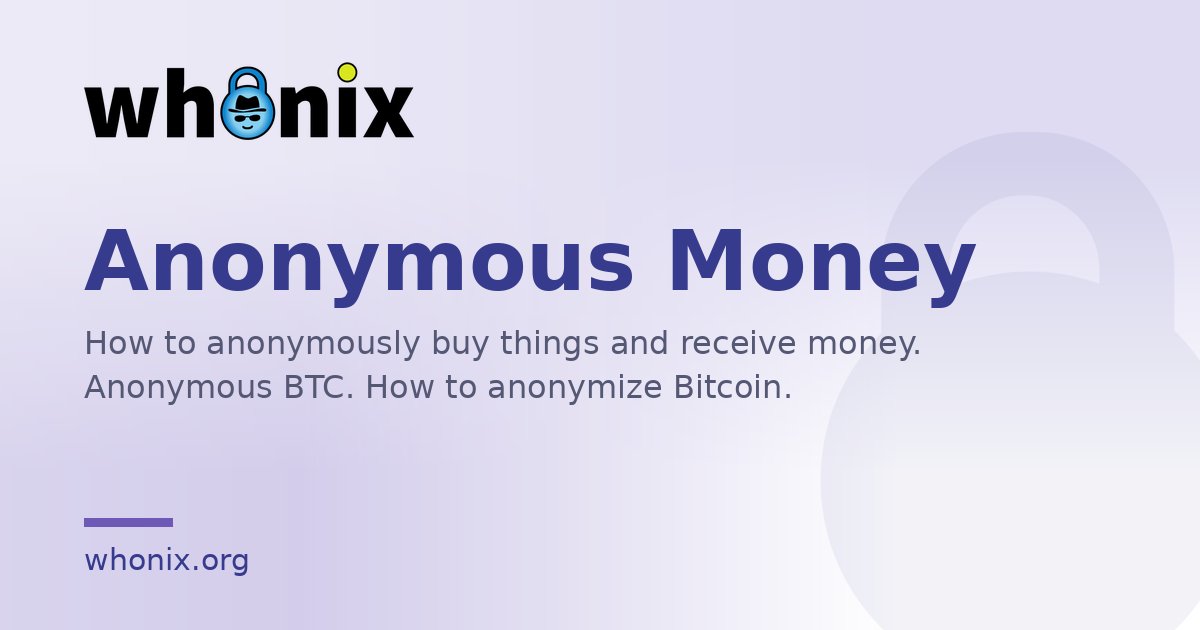 whonix
Anonymous Money
How to anonymously buy things and receive money.
Anonymous BTC. How to anonymize Bitcoin.
whonix.org